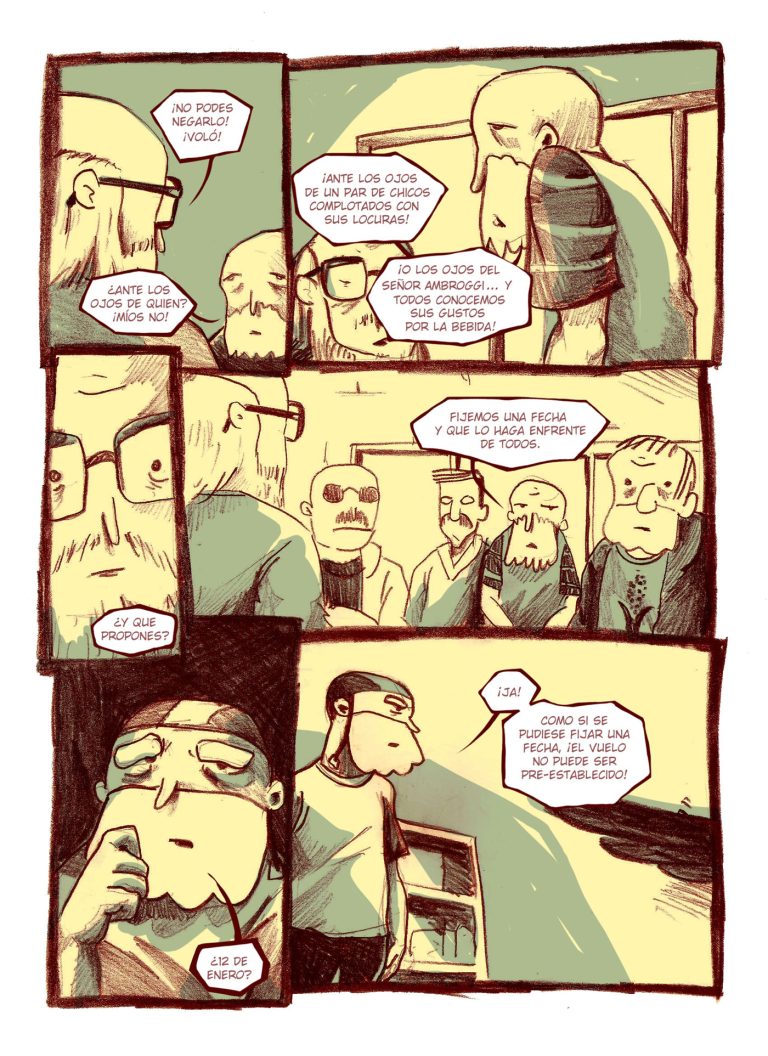 ¡NO PODES
NEGARLO!
¡VOLÓ!
¿ANTE LOS
OJOS DE QUIEN?
¡MÍOS NO!
¡ANTE LOS OJOS
DE UN PAR DE CHICOS
COMPLOTADOS CON
SUS LOCURAS!
¡O LOS OJOS DEL
SEÑOR AMBROGGI... Y
TODOS CONOCEMOS
SUS GUSTOS
POR LA BEBIDA!
¿Y QUE
PROPONES?
FIJEMOS UNA FECHA
Y QUE LO HAGA ENFRENTE
DE TODOS.
¿12 DE
ENERO?
¡JA!
COMO SI SE
PUDIESE FIJAR UNA
FECHA, ¡EL VUELO
NO PUEDE SER
PRE-ESTABLECIDO!